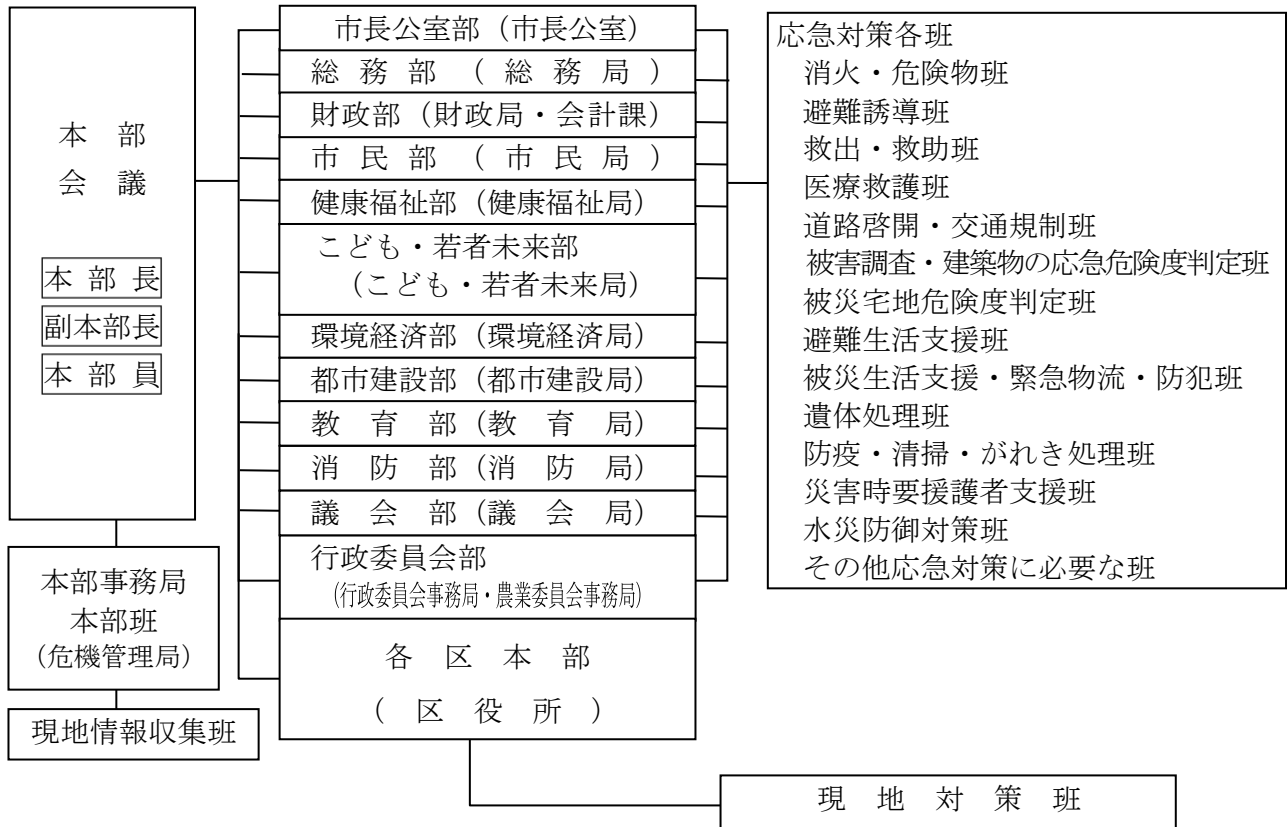 本 部
会 議
本 部 長
副本部長
本 部 員
本部事務局
本部班
(危機管理局)
現地情報収集班
市長公室部（市長公室）
総 務 部 （ 総 務 局 ）
財政部（財政局・会計課）
市 民 部 （ 市 民 局 ）
健康福祉部（健康福祉局）
こども・若者未来部
（こども・若者未来局）
環境経済部（環境経済局）
都市建設部（都市建設局）
教 育 部（教 育 局）
消 防 部（消 防 局）
議 会 部（議 会 局）
行政委員会部
(行政委員会事務局・農業委員会事務局)
各 区 本 部
（ 区 役 所 ）
応急対策各班
消火・危険物班
避難誘導班
救出・救助班
医療救護班
道路啓開・交通規制班
被害調査・建築物の応急危険度判定班
被災宅地危険度判定班
避難生活支援班
被災生活支援・緊急物流・防犯班
遺体処理班
防疫・清掃・がれき処理班
災害時要援護者支援班
水災防御対策班
その他応急対策に必要な班
現 地 対 策 班